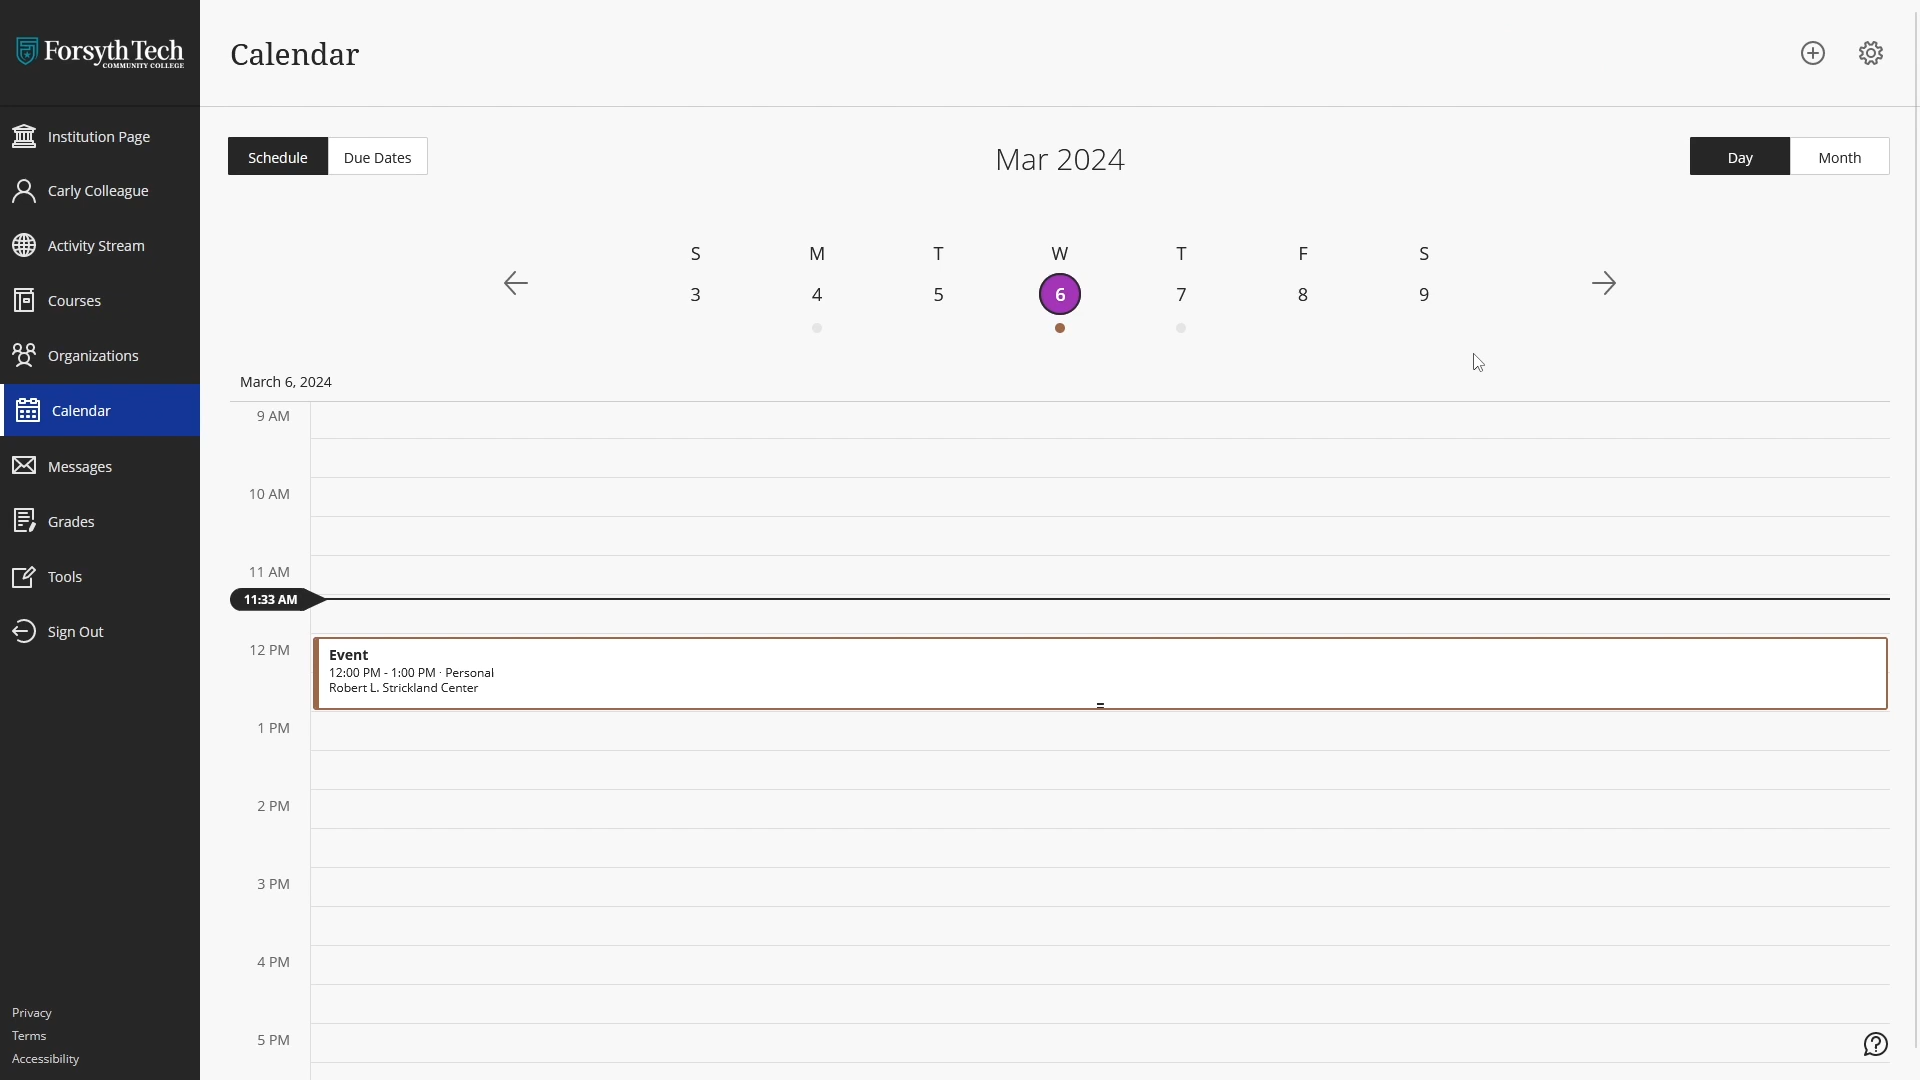 Forsyth Tech
COMMUNITY COLLEGE
Institution Page
Carly Colleague
Activity Stream
Courses
Organizations
Calendar
Messages
Grades
Tools
Sign Out
Privacy
Terms
Accessibility
Calendar
Schedule
Due Dates
Mar 2024
Day
Month
S M T W T F S
3 4 5 6 7 8 9
March 6, 2024
9 AM
10 AM
11 AM
11:33 AM
12 PM
Event
12:00 PM - 1:00 PM · Personal
Robert L. Strickland Center
1 PM
2 PM
3 PM
4 PM
5 PM